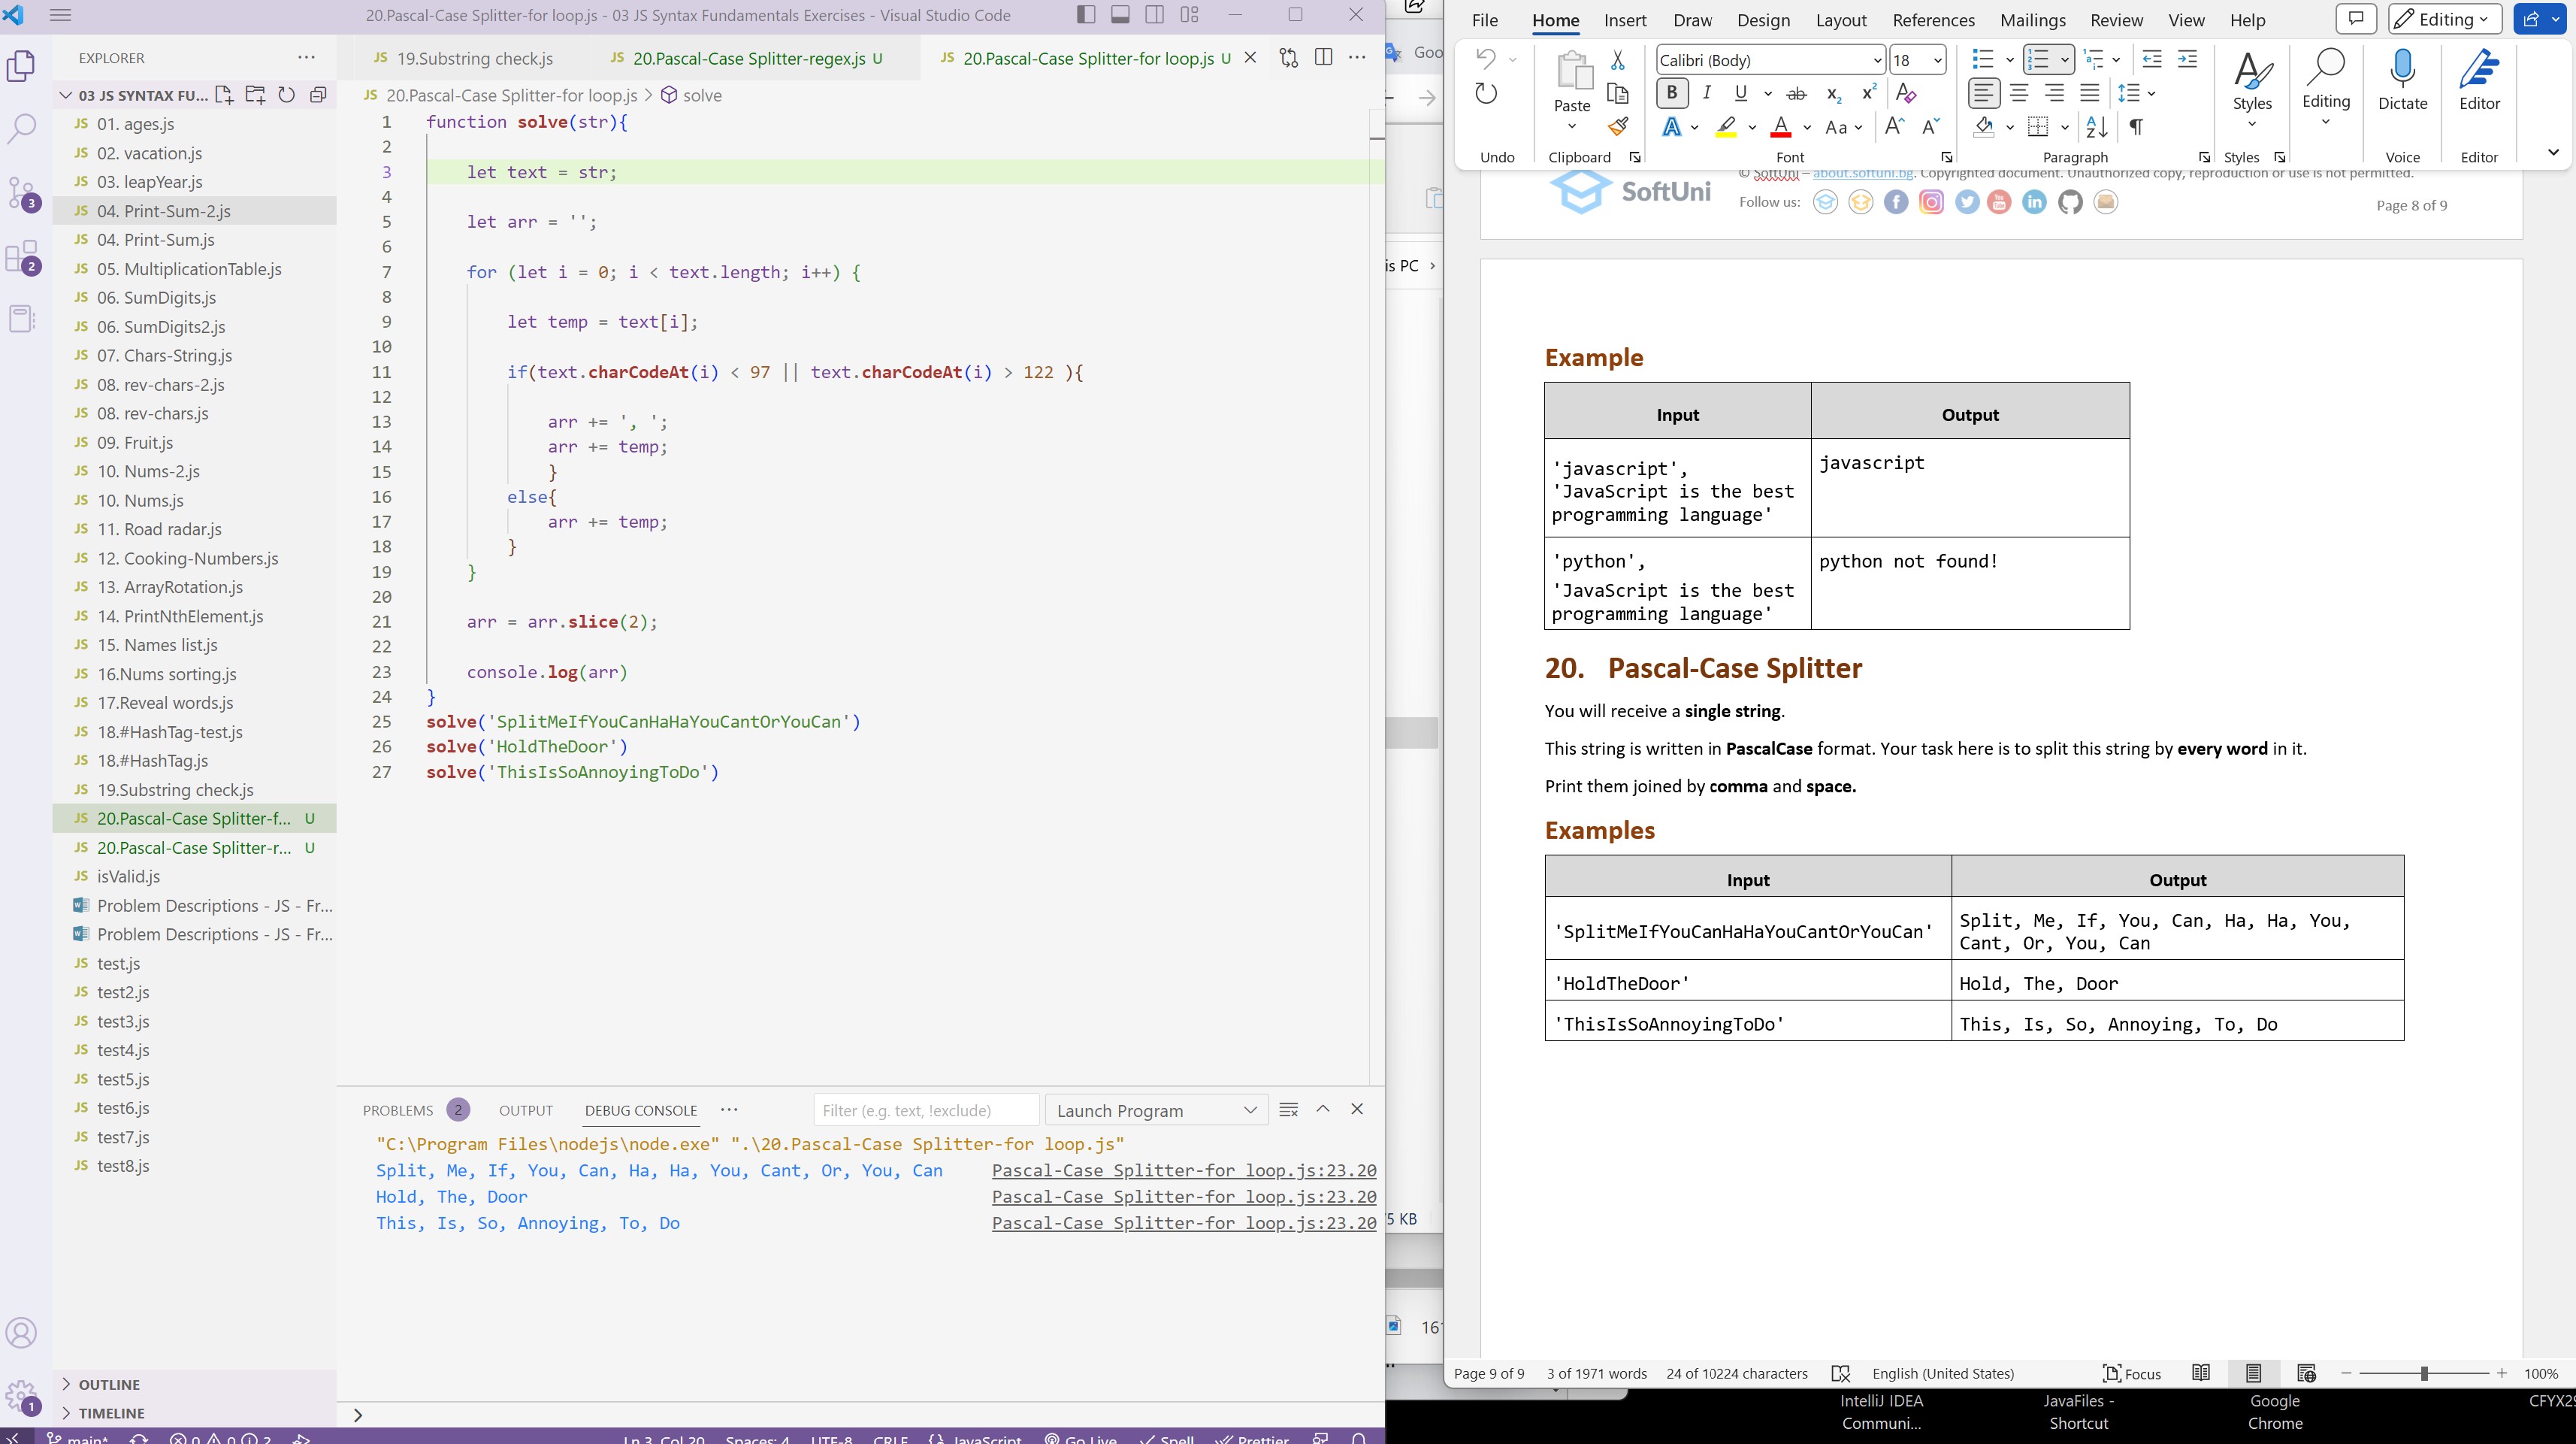 20.Pascal-Case Splitter-for loop.js - 03 JS Syntax Fundamentals Exercises - Visual Studio Code
EXPLORER
03 JS SYNTAX FU...
JS 01. ages.js
JS 02. vacation.js
JS 03. leapYear.js
JS 04. Print-Sum-2.js
JS 04. Print-Sum.js
JS 05. MultiplicationTable.js
JS 06. SumDigits.js
JS 06. SumDigits2.js
JS 07. Chars-String.js
JS 08. rev-chars-2.js
JS 08. rev-chars.js
JS 09. Fruit.js
JS 10. Nums-2.js
JS 10. Nums.js
JS 11. Road radar.js
JS 12. Cooking-Numbers.js
JS 13. ArrayRotation.js
JS 14. PrintNthElement.js
JS 15. Names list.js
JS 16.Nums sorting.js
JS 17.Reveal words.js
JS 18.#HashTag-test.js
JS 18.#HashTag.js
JS 19.Substring check.js
JS 20.Pascal-Case Splitter-f... U
JS 20.Pascal-Case Splitter-r... U
JS isValid.js
Problem Descriptions - JS - Fr...
Problem Descriptions - JS - Fr...
JS test.js
JS test2.js
JS test3.js
JS test4.js
JS test5.js
JS test6.js
JS test7.js
JS test8.js
OUTLINE
TIMELINE
3
2
1
JS 19.Substring check.js JS 20.Pascal-Case Splitter-regex.js U JS 20.Pascal-Case Splitter-for loop.js U
JS 20.Pascal-Case Splitter-for loop.js > solve
1 function solve(str){
2
3 let text = str;
4
5 let arr = '';
6
7 for (let i = 0; i < text.length; i++) {
8
9 let temp = text[i];
10
11 if(text.charCodeAt(i) < 97 || text.charCodeAt(i) > 122 ){
12
13 arr += ', ';
14 arr += temp;
15 }
16 else{
17 arr += temp;
18 }
19 }
20
21 arr = arr.slice(2);
22
23 console.log(arr)
24 }
25 solve('SplitMeIfYouCanHaHaYouCantOrYouCan')
26 solve('HoldTheDoor')
27 solve('ThisIsSoAnnoyingToDo')
PROBLEMS 2 OUTPUT DEBUG CONSOLE Filter (e.g. text, !exclude) Launch Program
"C:\Program Files\nodejs\node.exe" ".\20.Pascal-Case Splitter-for loop.js"
Split, Me, If, You, Can, Ha, Ha, You, Cant, Or, You, Can Pascal-Case Splitter-for loop.js:23.20
Hold, The, Door Pascal-Case Splitter-for loop.js:23.20
This, Is, So, Annoying, To, Do Pascal-Case Splitter-for loop.js:23.20
main* 0 0 2 Ln 3, Col 20 Spaces: 4 UTF-8 CRLF JavaScript Go Live Spell Prettier
Goo
is PC
5 KB
16
File Home Insert Draw Design Layout References Mailings Review View Help Editing
Calibri (Body) 18
Paste Styles Editing Dictate Editor
Undo Clipboard Font Paragraph Styles Voice Editor
© SoftUni – about.softuni.bg. Copyrighted document. Unauthorized copy, reproduction or use is not permitted.
SoftUni
Follow us:
Page 8 of 9
Example
Input Output
'javascript',
'JavaScript is the best
programming language'
javascript
'python',
'JavaScript is the best
programming language'
python not found!
20. Pascal-Case Splitter
You will receive a single string.
This string is written in PascalCase format. Your task here is to split this string by every word in it.
Print them joined by comma and space.
Examples
Input Output
'SplitMeIfYouCanHaHaYouCantOrYouCan'
Split, Me, If, You, Can, Ha, Ha, You,
Cant, Or, You, Can
'HoldTheDoor' Hold, The, Door
'ThisIsSoAnnoyingToDo' This, Is, So, Annoying, To, Do
Page 9 of 9 3 of 1971 words 24 of 10224 characters English (United States) Focus 100%
IntelliJ IDEA
Communi...
JavaFiles -
Shortcut
Google
Chrome